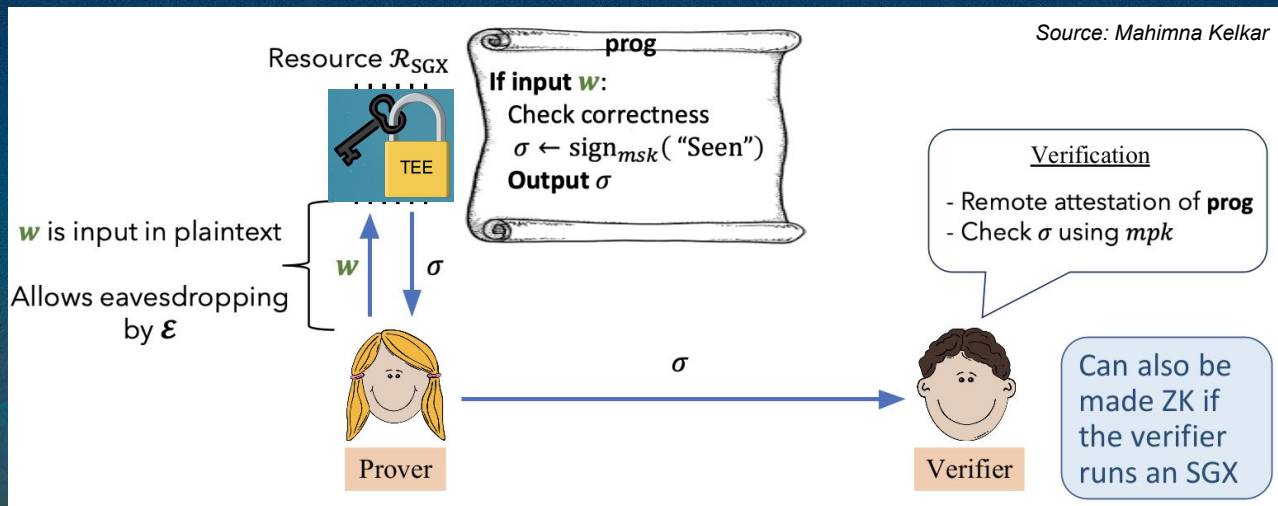 Source: Mahimna Kelkar
Resource ℛ_SGX
TEE
prog
If input w:
Check correctness
σ ← sign_msk( “Seen”)
Output σ
w is input in plaintext
Allows eavesdropping
by ℰ
w
σ
Verification
- Remote attestation of prog
- Check σ using mpk
σ
Prover
Verifier
Can also be
made ZK if
the verifier
runs an SGX